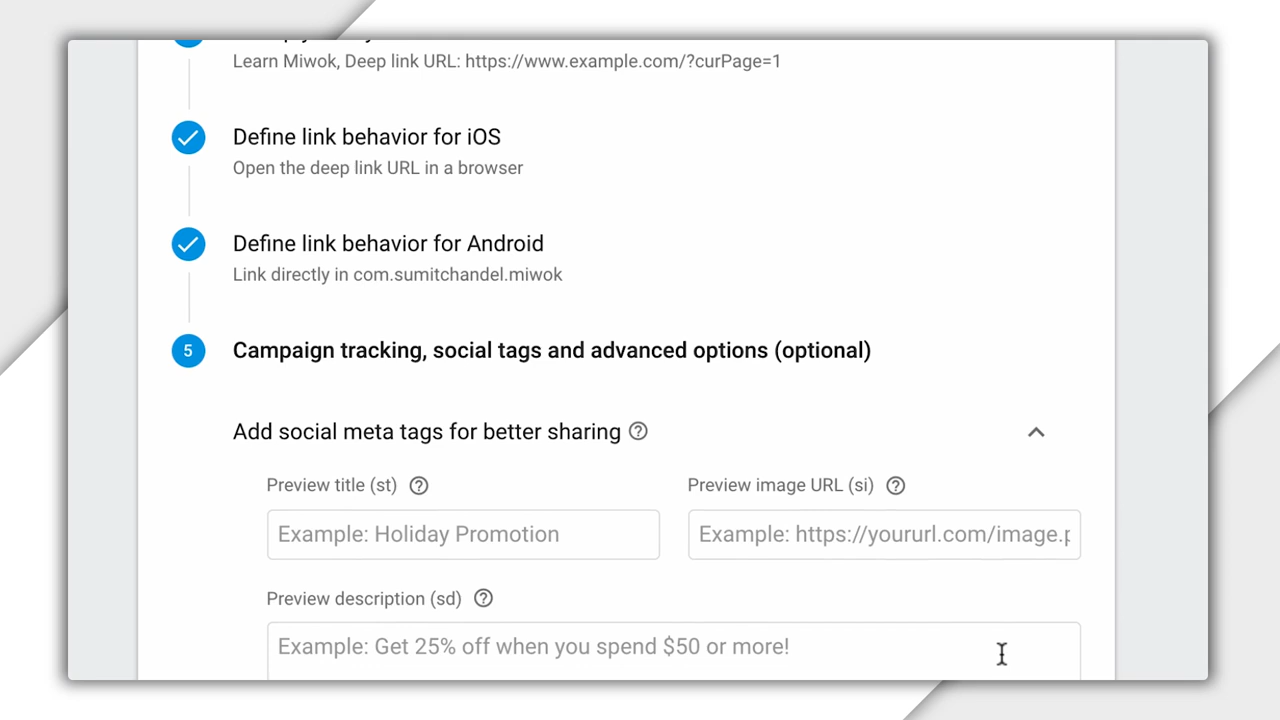 Learn Miwok, Deep link URL: https://www.example.com/?curPage=1
Define link behavior for iOS
Open the deep link URL in a browser
Define link behavior for Android
Link directly in com.sumitchandel.miwok
5 Campaign tracking, social tags and advanced options (optional)
Add social meta tags for better sharing ?
Preview title (st) ?
Preview image URL (si) ?
Example: Holiday Promotion
Example: https://yoururl.com/image.p
Preview description (sd) ?
Example: Get 25% off when you spend $50 or more!